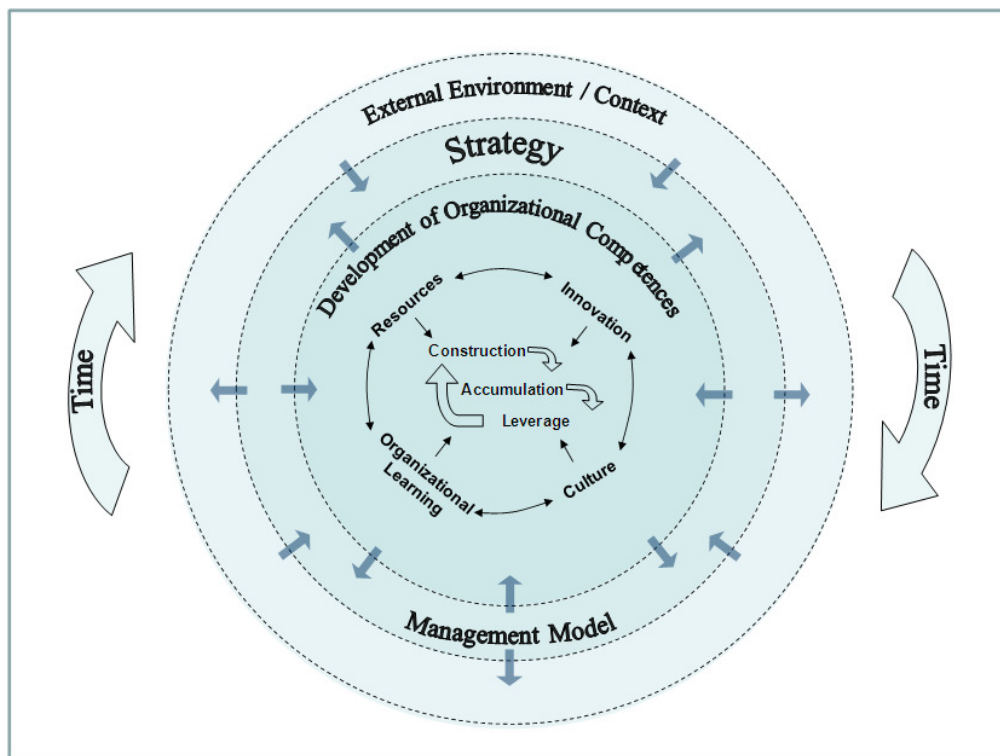 External Environment / Context
Strategy
Development of Organizational Competences
Resources
Innovation
Construction
Accumulation
Leverage
Organizational
Learning
Culture
Management Model
Time
Time